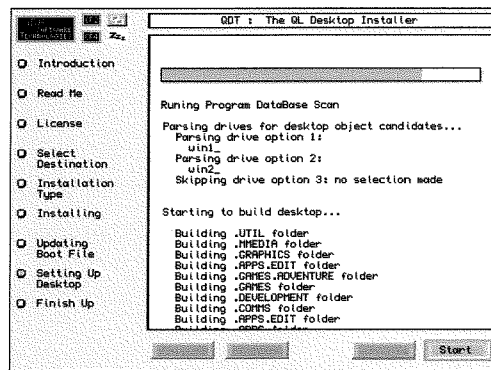 Zzz
QDT : The QL Desktop Installer
Introduction
Read Me
License
Select
Destination
Installation
Type
Installing
Updating
Boot File
Setting Up
Desktop
Finish Up
Runing Program DataBase Scan
Parsing drives for desktop object candidates...
Parsing drive option 1:
win1_
Parsing drive option 2:
win2_
Skipping drive option 3: no selection made
Starting to build desktop...
Building .UTIL folder
Building .MMEDIA folder
Building .GRAPHICS folder
Building .APPS.EDIT folder
Building .GAMES.ADVENTURE folder
Building .GAMES folder
Building .DEVELOPMENT folder
Building .COMMS folder
Building .APPS.EDIT folder
Building .APPS folder
Start